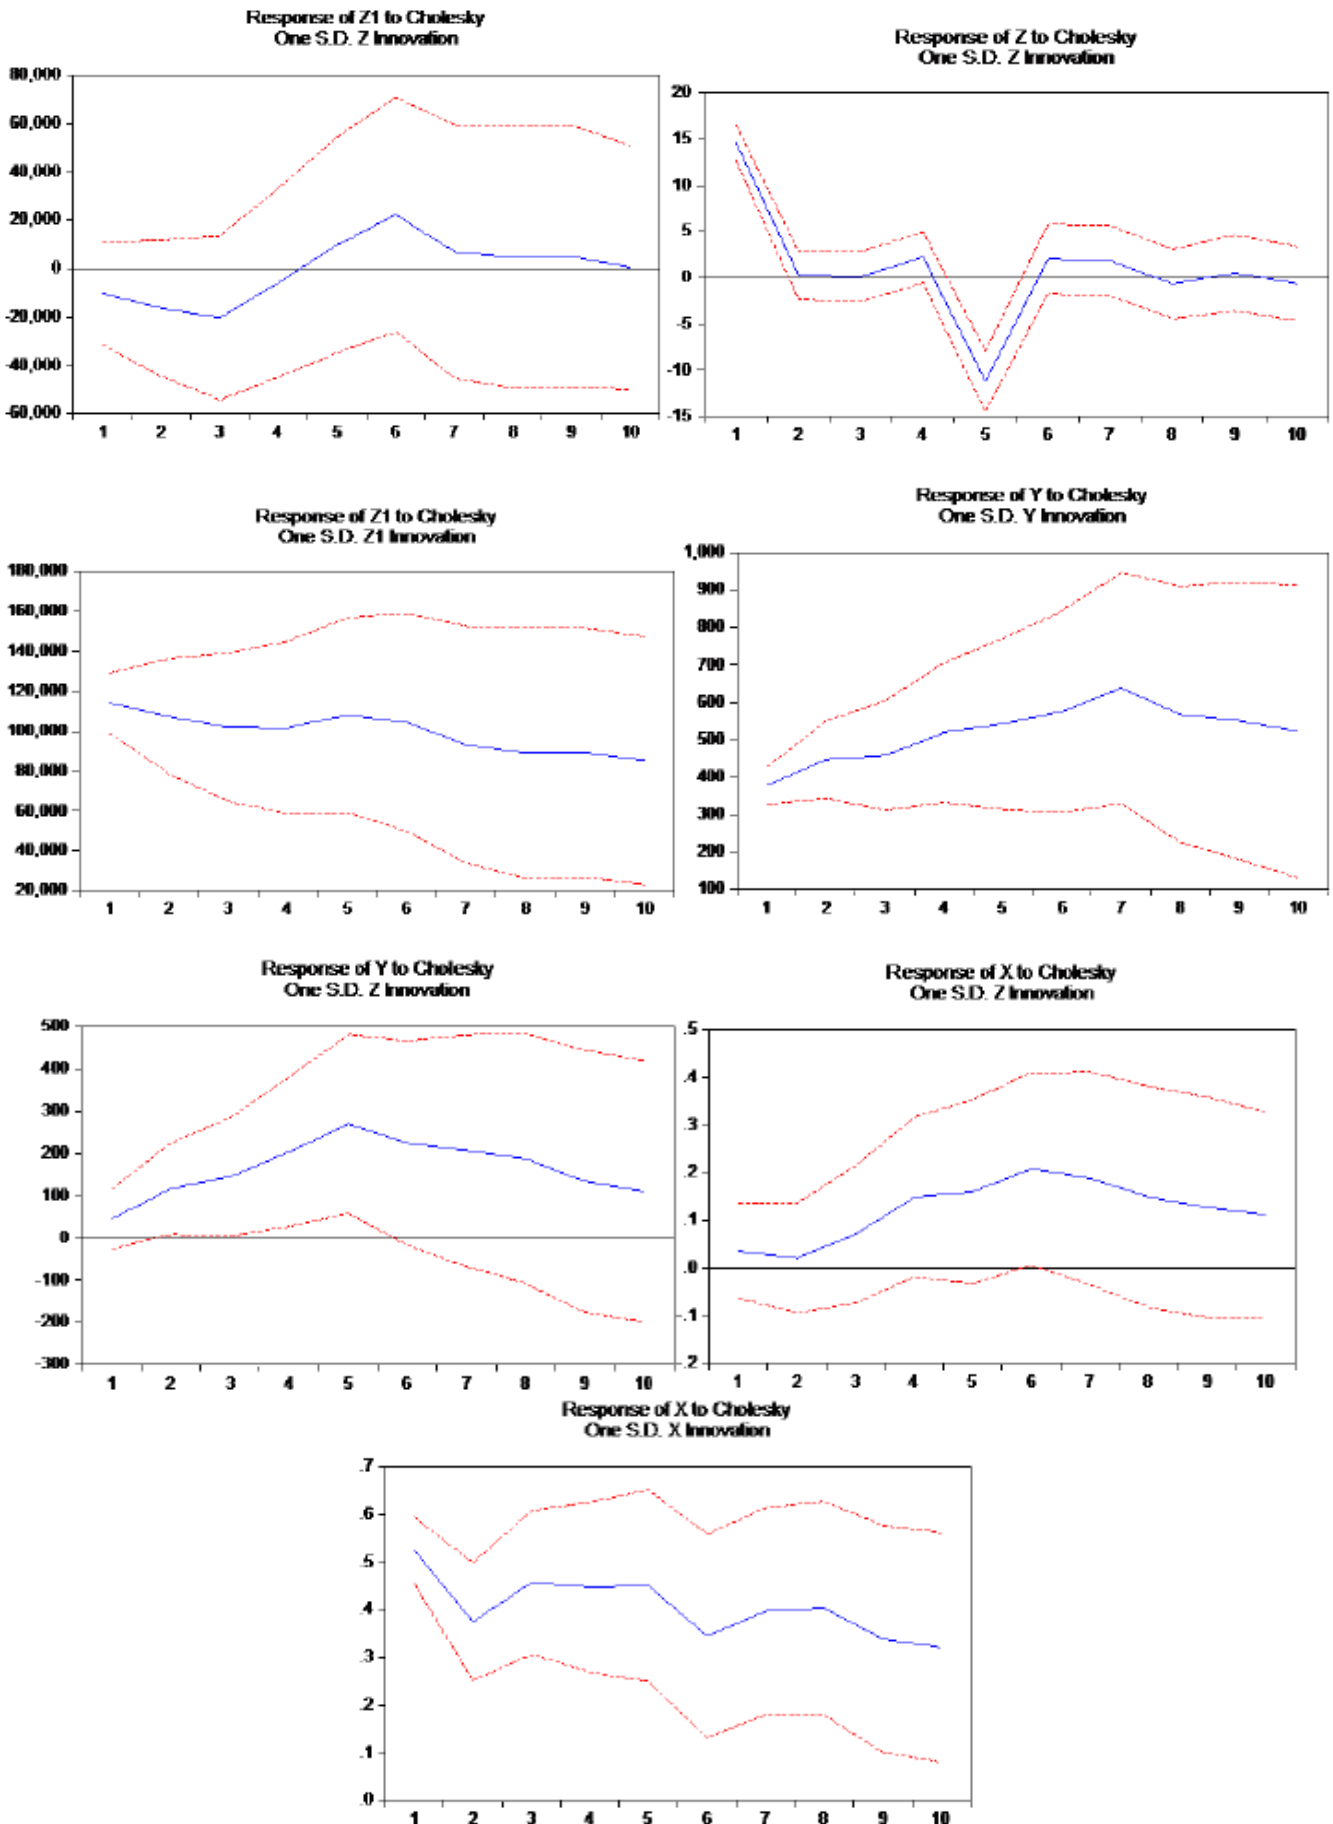 Response of Z1 to Cholesky
One S.D. Z Innovation
80,000
60,000
40,000
20,000
0
-20,000
-40,000
-60,000
1 2 3 4 5 6 7 8 9 10
Response of Z to Cholesky
One S.D. Z Innovation
20
15
10
5
0
-5
-10
-15
1 2 3 4 5 6 7 8 9 10
Response of Z1 to Cholesky
One S.D. Z1 Innovation
180,000
160,000
140,000
120,000
100,000
80,000
60,000
40,000
20,000
1 2 3 4 5 6 7 8 9 10
Response of Y to Cholesky
One S.D. Y Innovation
1,000
900
800
700
600
500
400
300
200
100
1 2 3 4 5 6 7 8 9 10
Response of Y to Cholesky
One S.D. Z Innovation
500
400
300
200
100
0
-100
-200
-300
1 2 3 4 5 6 7 8 9 10
Response of X to Cholesky
One S.D. Z Innovation
.5
.4
.3
.2
.1
.0
-.1
-.2
1 2 3 4 5 6 7 8 9 10
Response of X to Cholesky
One S.D. X Innovation
.7
.6
.5
.4
.3
.2
.1
.0
1 2 3 4 5 6 7 8 9 10